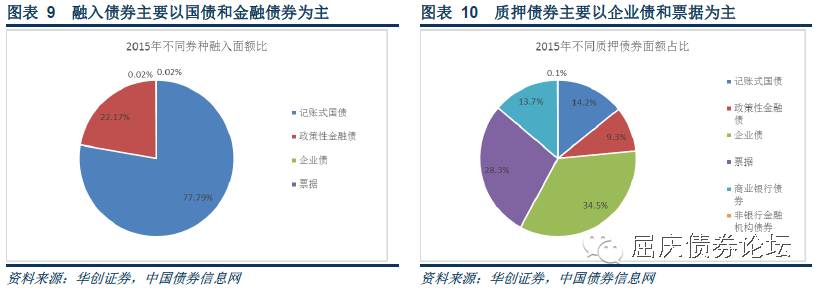 图表 9 融入债券主要以国债和金融债券为主
2015年不同券种融入面额比
0.02%
0.02%
22.17%
77.79%
记账式国债
政策性金融债
企业债
票据
资料来源：华创证券，中国债券信息网
图表 10 质押债券主要以企业债和票据为主
2015年不同质押债券面额占比
0.1%
13.7%
14.2%
9.3%
28.3%
34.5%
记账式国债
政策性金融
债
企业债
票据
商业银行债
券
非银行金融
机构债券
屈庆债券论坛
资料来源：华创证券，中国债券信息网